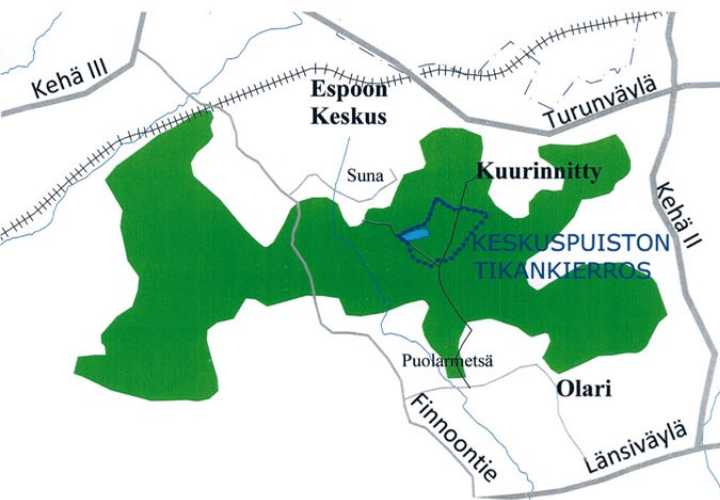 Kehä III
Espoon
Keskus
Turunväylä
Suna
Kuurinnitty
Kehä II
KESKUSPUISTON
TIKANKIERROS
Puolarmetsä
Olari
Finnoontie
Länsiväylä